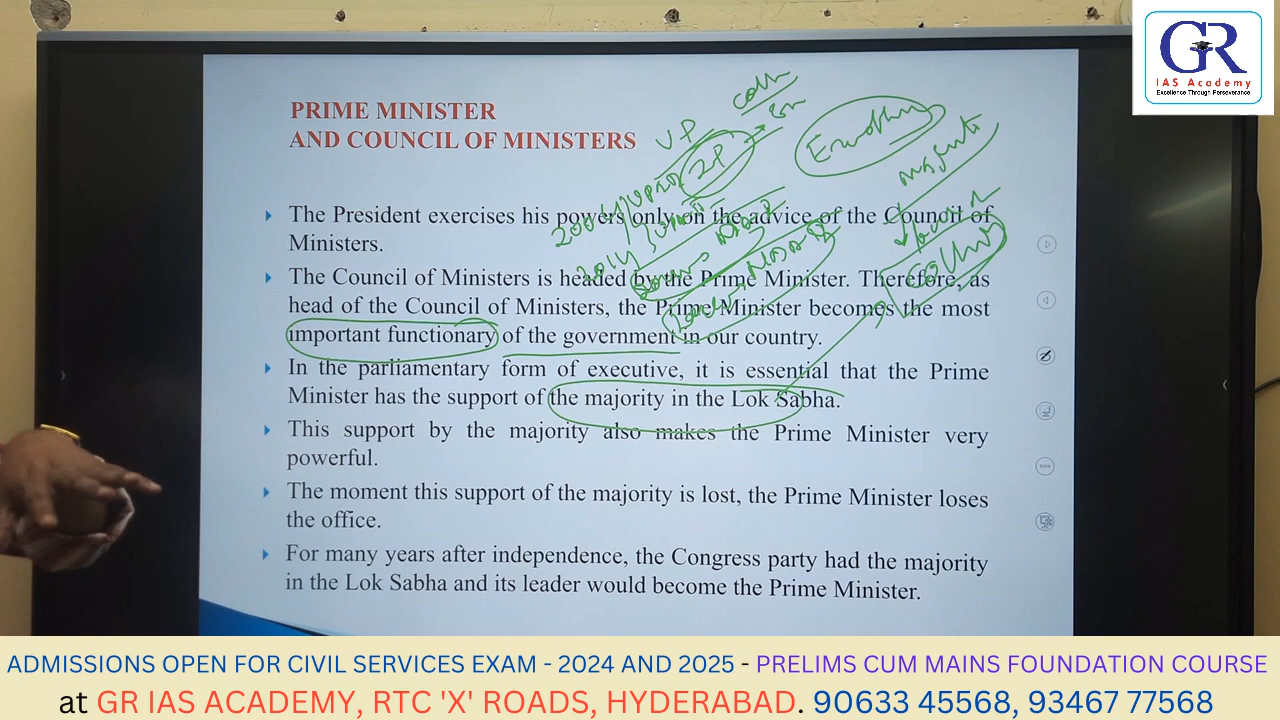 GR
IAS Academy
Excellence Through Perseverance
PRIME MINISTER
AND COUNCIL OF MINISTERS
UP
2004
2014
The President exercises his powers only on the advice of the Council of
Ministers.
The Council of Ministers is headed by the Prime Minister. Therefore, as
head of the Council of Ministers, the Prime Minister becomes the most
important functionary of the government in our country.
In the parliamentary form of executive, it is essential that the Prime
Minister has the support of the majority in the Lok Sabha.
This support by the majority also makes the Prime Minister very
powerful.
The moment this support of the majority is lost, the Prime Minister loses
the office.
For many years after independence, the Congress party had the majority
in the Lok Sabha and its leader would become the Prime Minister.
ADMISSIONS OPEN FOR CIVIL SERVICES EXAM - 2024 AND 2025 - PRELIMS CUM MAINS FOUNDATION COURSE
at GR IAS ACADEMY, RTC 'X' ROADS, HYDERABAD. 90633 45568, 93467 77568